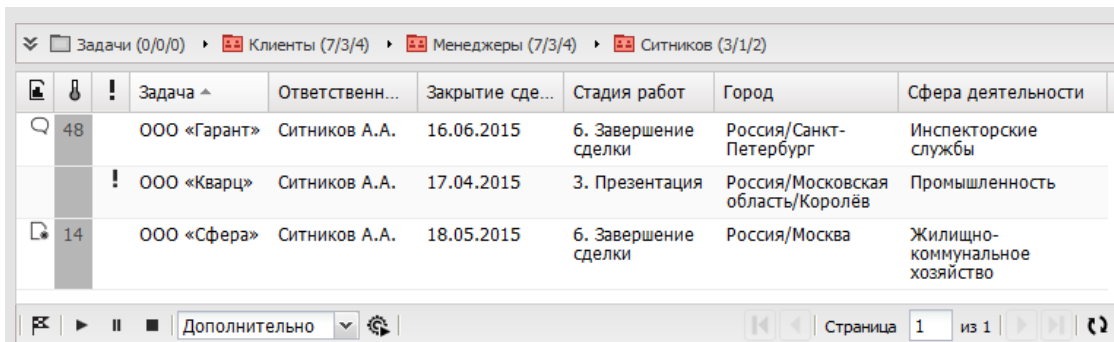 Задачи (0/0/0) Клиенты (7/3/4) Менеджеры (7/3/4) Ситников (3/1/2)
! Задача Ответственн... Закрытие сде... Стадия работ Город Сфера деятельности
48 ООО «Гарант» Ситников А.А. 16.06.2015 6. Завершение Россия/Санкт- Инспекторские
сделки Петербург службы
! ООО «Кварц» Ситников А.А. 17.04.2015 3. Презентация Россия/Московская Промышленность
область/Королёв
14 ООО «Сфера» Ситников А.А. 18.05.2015 6. Завершение Россия/Москва Жилищно-
сделки коммунальное
хозяйство
Дополнительно Страница 1 из 1